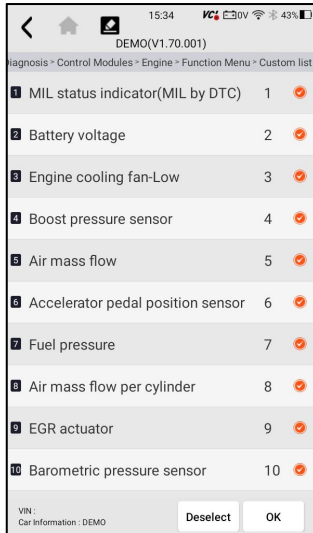 15:34 VCI 0V 43%
DEMO(V1.70.001)
iagnosis > Control Modules > Engine > Function Menu > Custom list
1 MIL status indicator(MIL by DTC) 1
2 Battery voltage 2
3 Engine cooling fan-Low 3
4 Boost pressure sensor 4
5 Air mass flow 5
6 Accelerator pedal position sensor 6
7 Fuel pressure 7
8 Air mass flow per cylinder 8
9 EGR actuator 9
10 Barometric pressure sensor 10
VIN :
Car Information : DEMO
Deselect OK